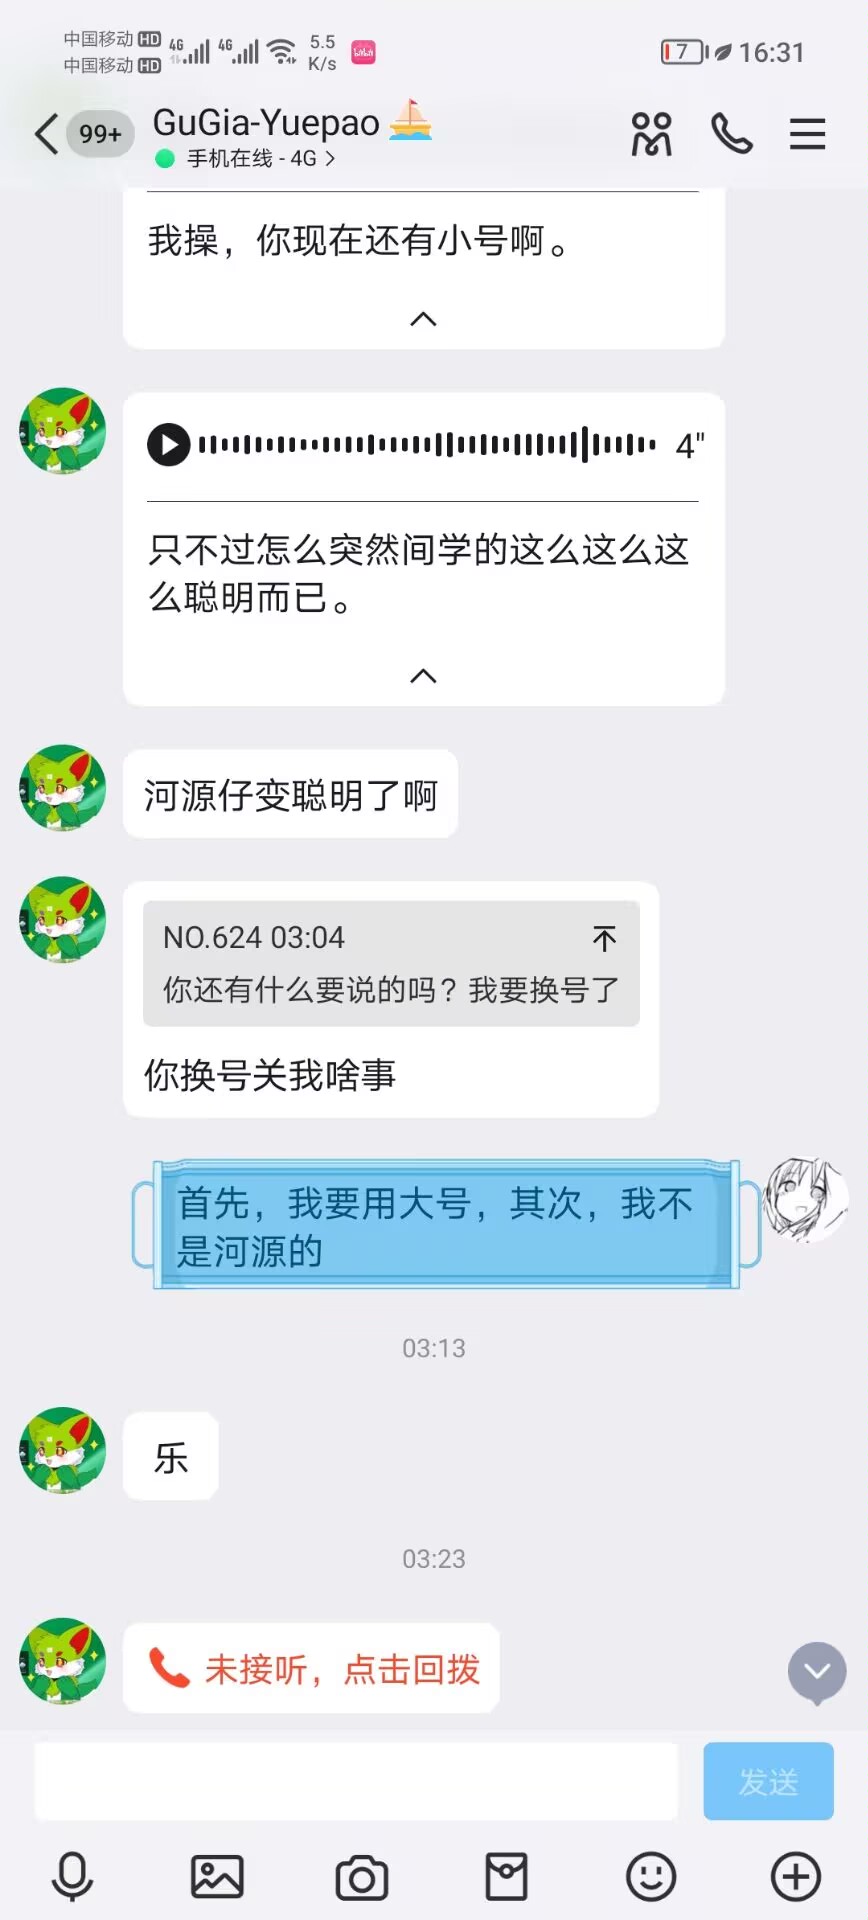 中国移动 HD 4G 4G 5.5 K/s 7 16:31
中国移动 HD
99+ GuGia-Yuepao
手机在线 - 4G
我操，你现在还有小号啊。
4"
只不过怎么突然间学的这么这么这
么聪明而已。
河源仔变聪明了啊
NO.624 03:04
你还有什么要说的吗？我要换号了
你换号关我啥事
首先，我要用大号，其次，我不
是河源的
03:13
乐
03:23
未接听，点击回拨
发送